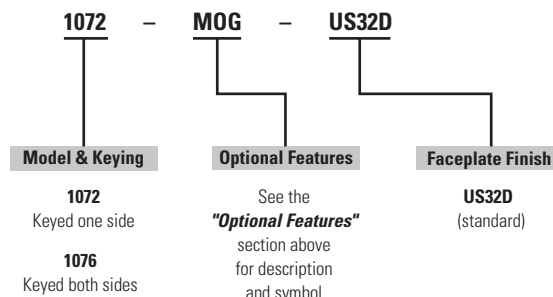 1072 – MOG – US32D
Model & Keying
1072
Keyed one side
1076
Keyed both sides
Optional Features
See the
"Optional Features"
section above
for description
and symbol
Faceplate Finish
US32D
(standard)